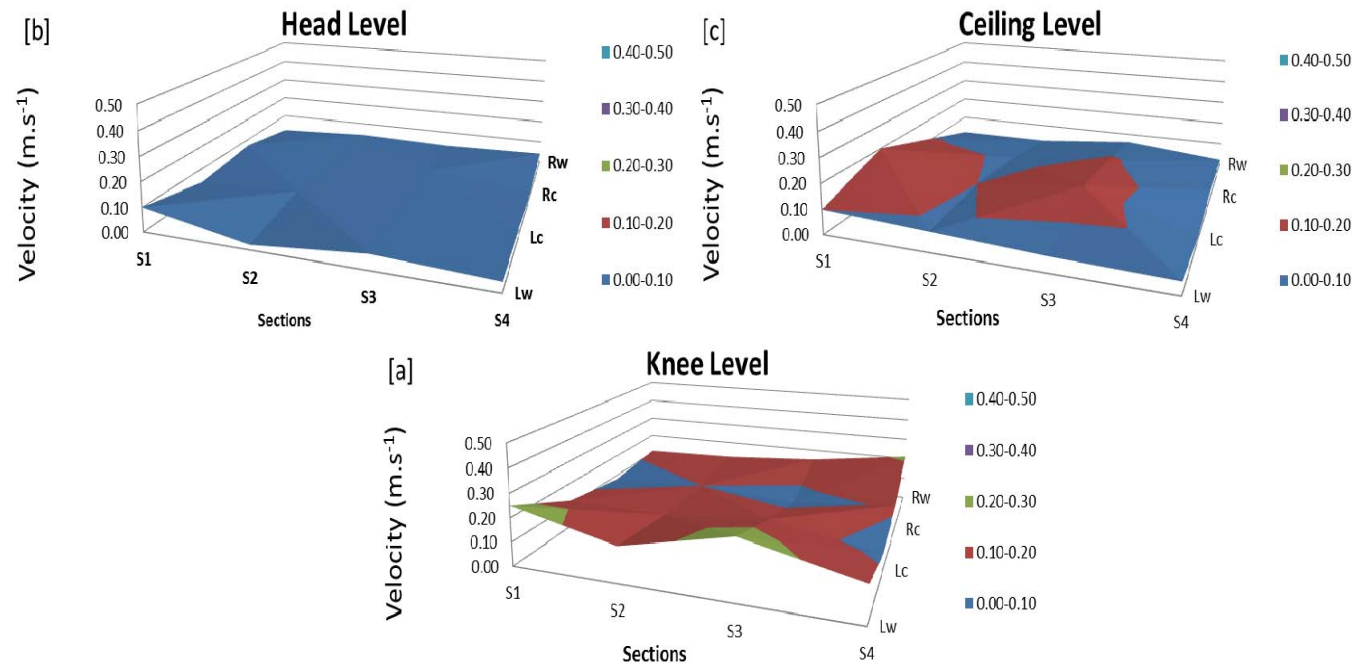 [b]
Head Level
Velocity (m.s-1)
0.50
0.40
0.30
0.20
0.10
0.00
S1
S2
S3
S4
Sections
Rw
Rc
Lc
Lw
0.40-0.50
0.30-0.40
0.20-0.30
0.10-0.20
0.00-0.10
[c]
Ceiling Level
Velocity (m.s-1)
0.50
0.40
0.30
0.20
0.10
0.00
S1
S2
S3
S4
Sections
Rw
Rc
Lc
Lw
0.40-0.50
0.30-0.40
0.20-0.30
0.10-0.20
0.00-0.10
[a]
Knee Level
Velocity (m.s-1)
0.50
0.40
0.30
0.20
0.10
0.00
S1
S2
S3
S4
Sections
Rw
Rc
Lc
Lw
0.40-0.50
0.30-0.40
0.20-0.30
0.10-0.20
0.00-0.10